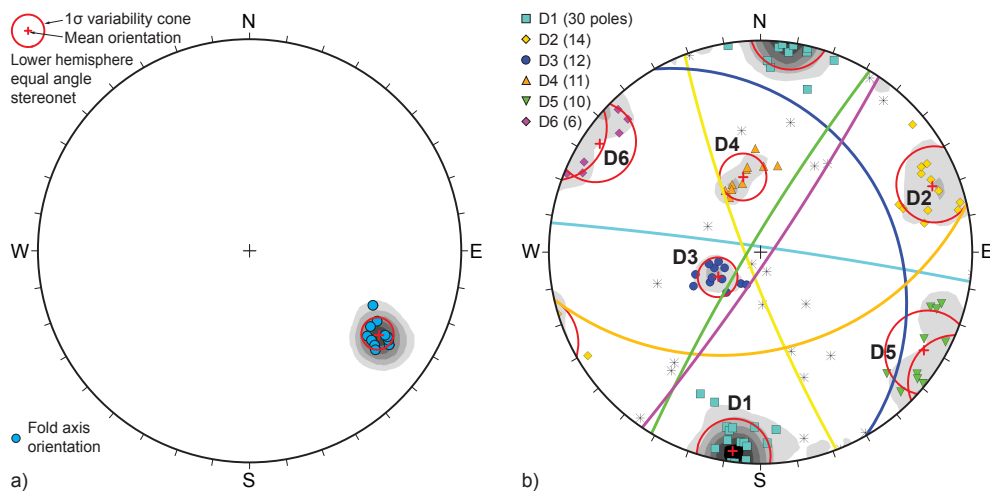 1σ variability cone
Mean orientation
Lower hemisphere
equal angle
stereonet
N
W
E
S
Fold axis
orientation
a)
D1 (30 poles)
D2 (14)
D3 (12)
D4 (11)
D5 (10)
D6 (6)
N
D6
D4
D2
W
E
D3
D5
D1
S
b)